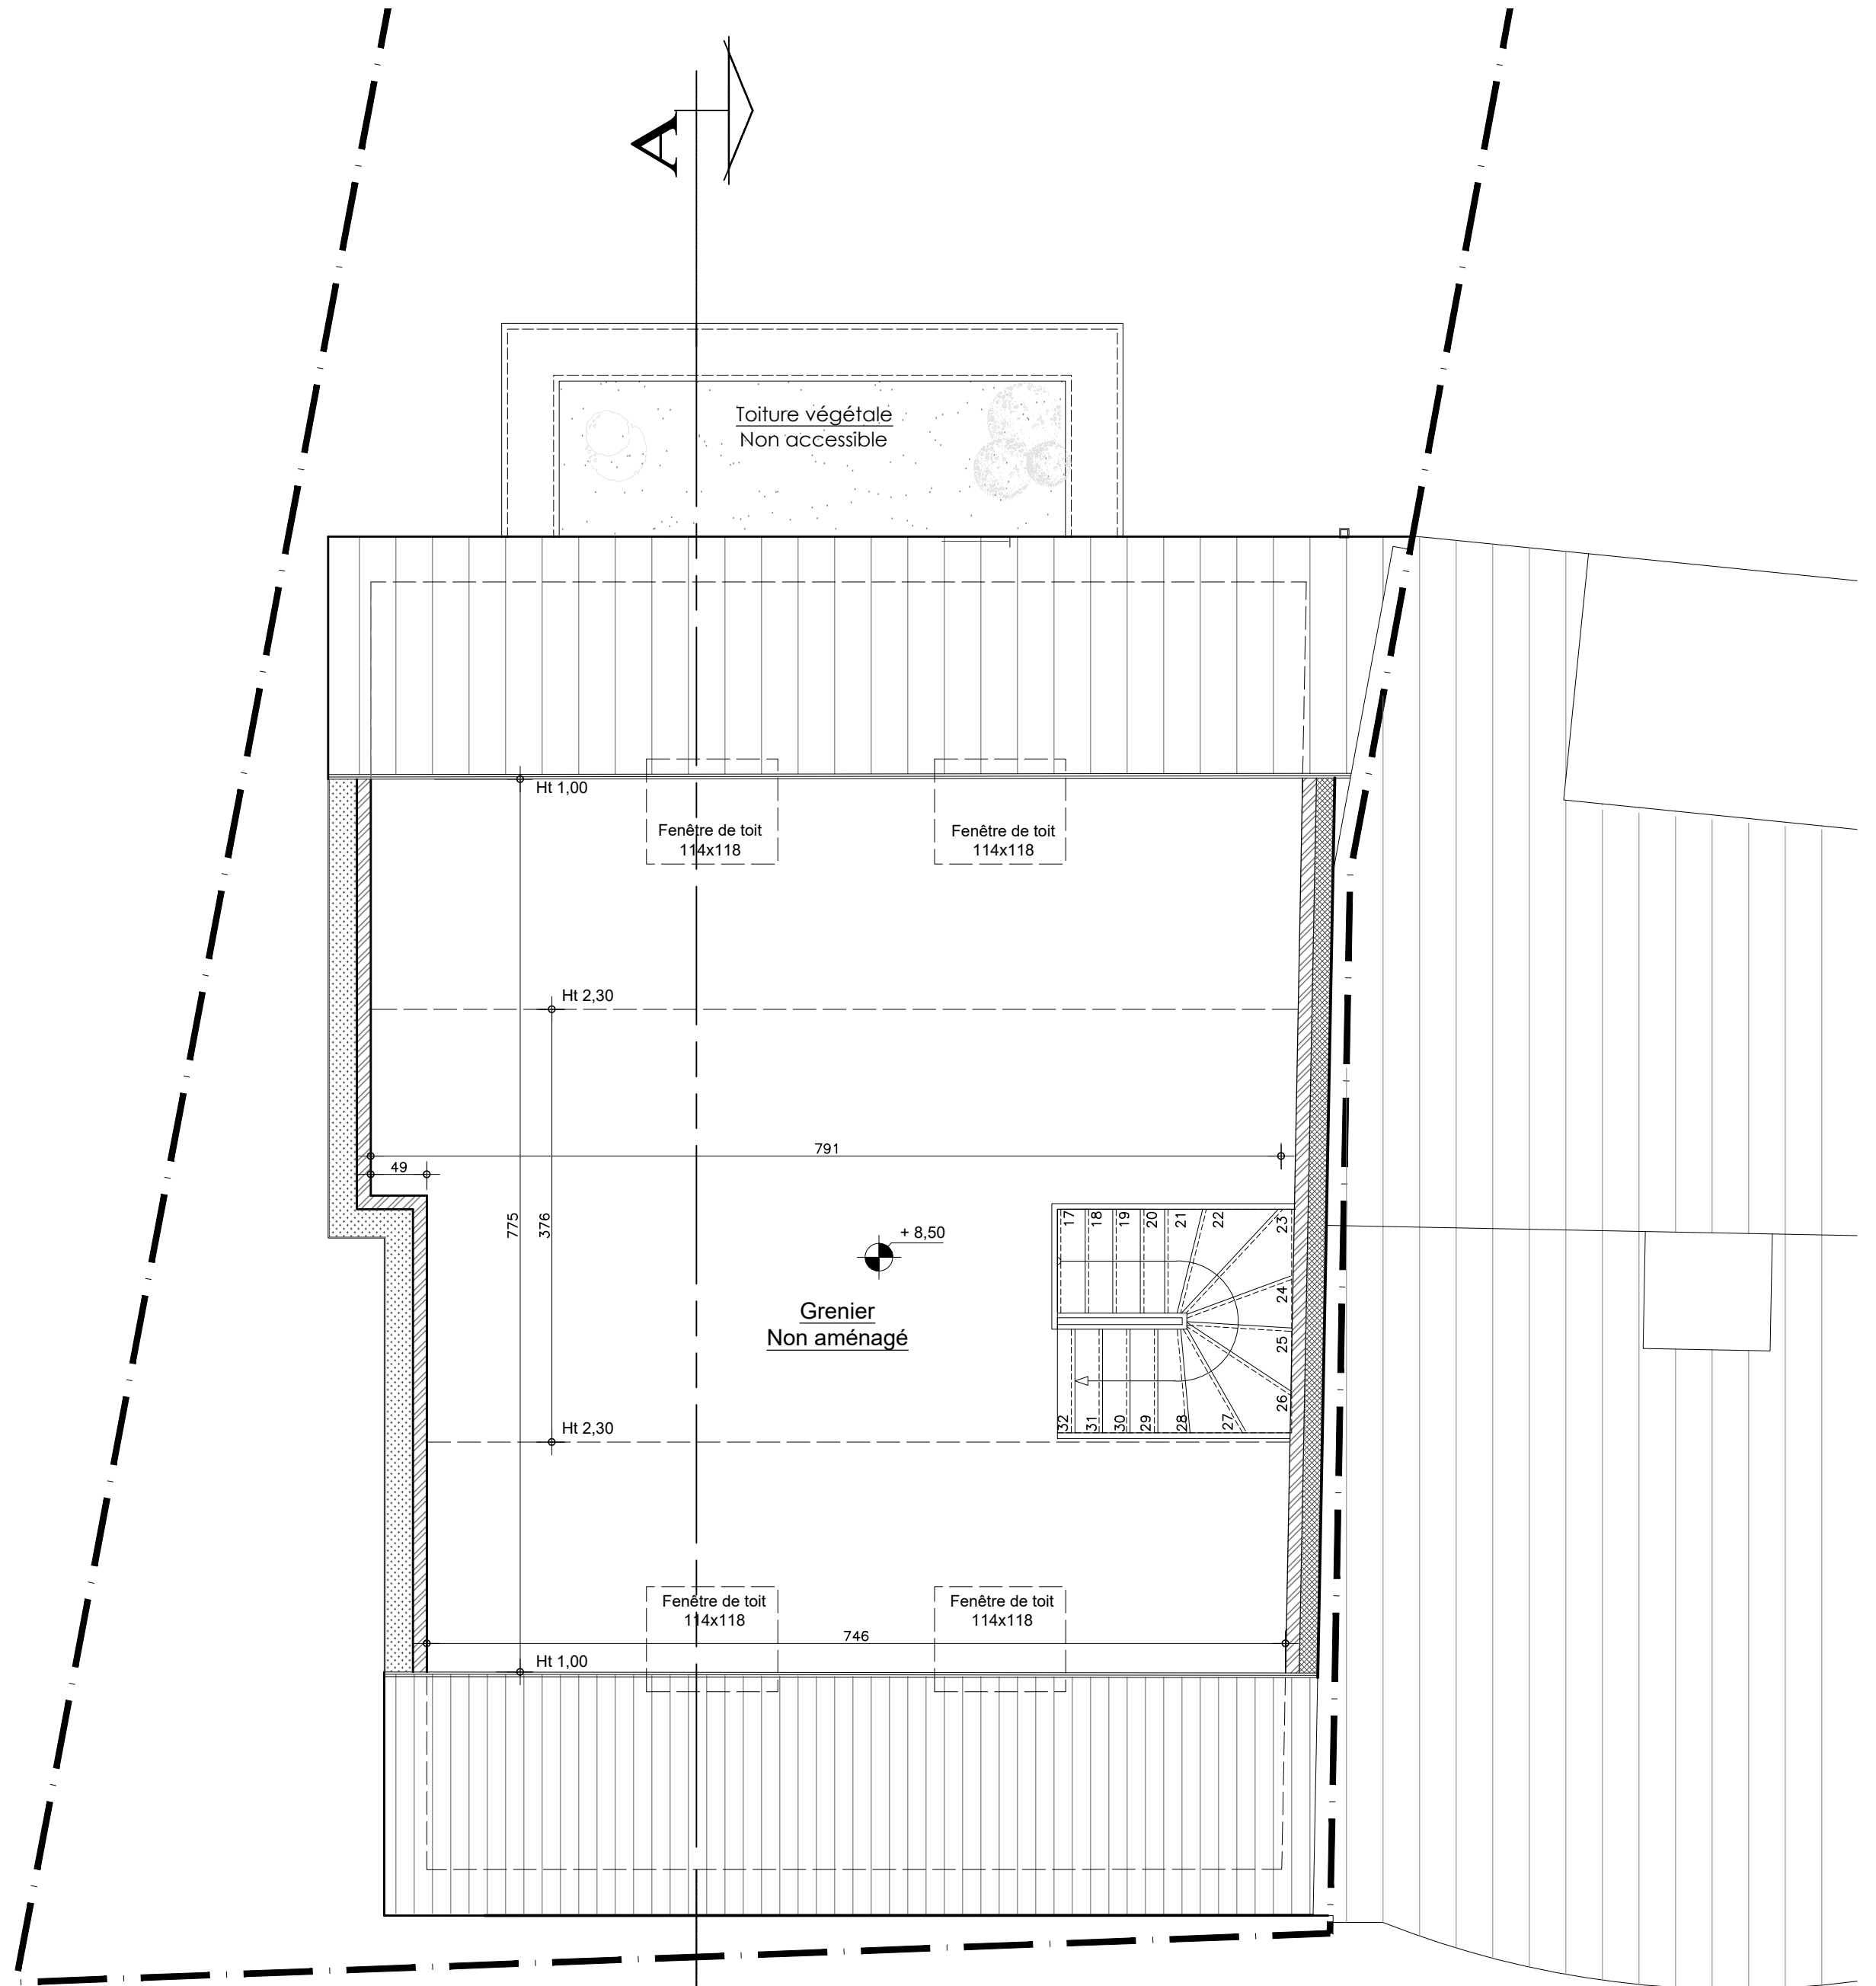 A
Toiture végétale
Non accessible
Ht 1,00
Fenêtre de toit
114x118
Fenêtre de toit
114x118
Ht 2,30
791
49
775
376
+ 8,50
17
18
19
20
21
22
23
24
25
26
27
28
29
30
31
32
Grenier
Non aménagé
Ht 2,30
Fenêtre de toit
114x118
Fenêtre de toit
114x118
746
Ht 1,00